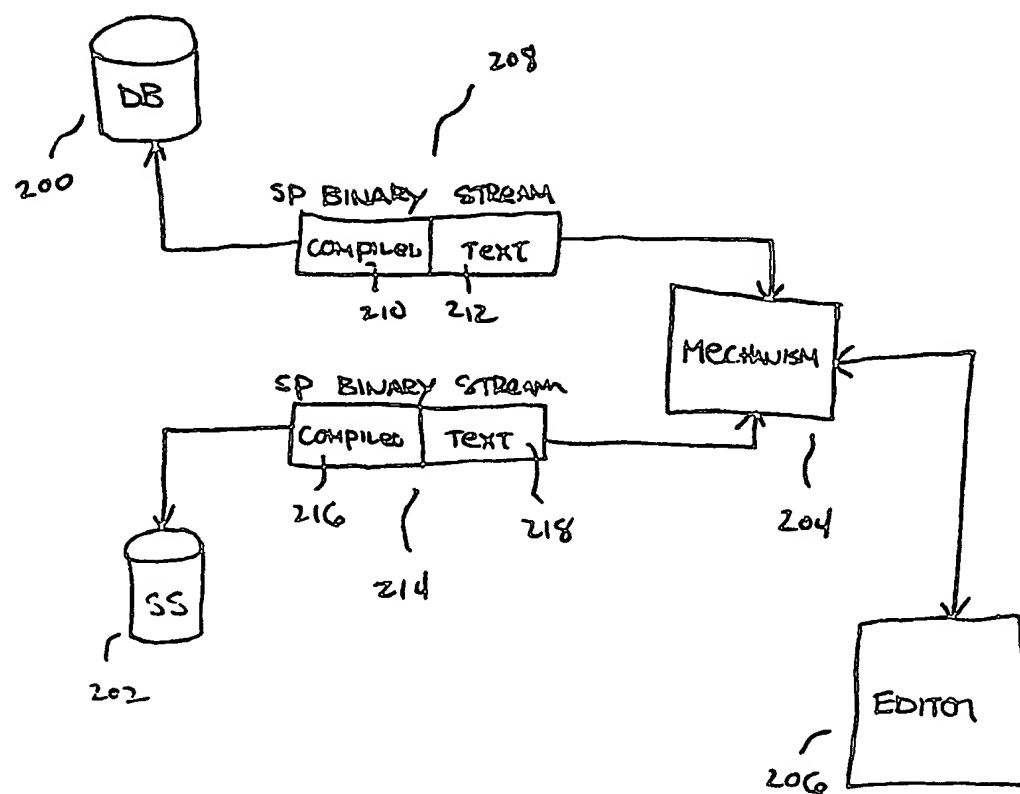 208
DB
200
SP BINARY STREAM
COMPILED TEXT
210 212
MECHANISM
SP BINARY STREAM
COMPILED TEXT
216 218
204
214
SS
202
EDITOR
206